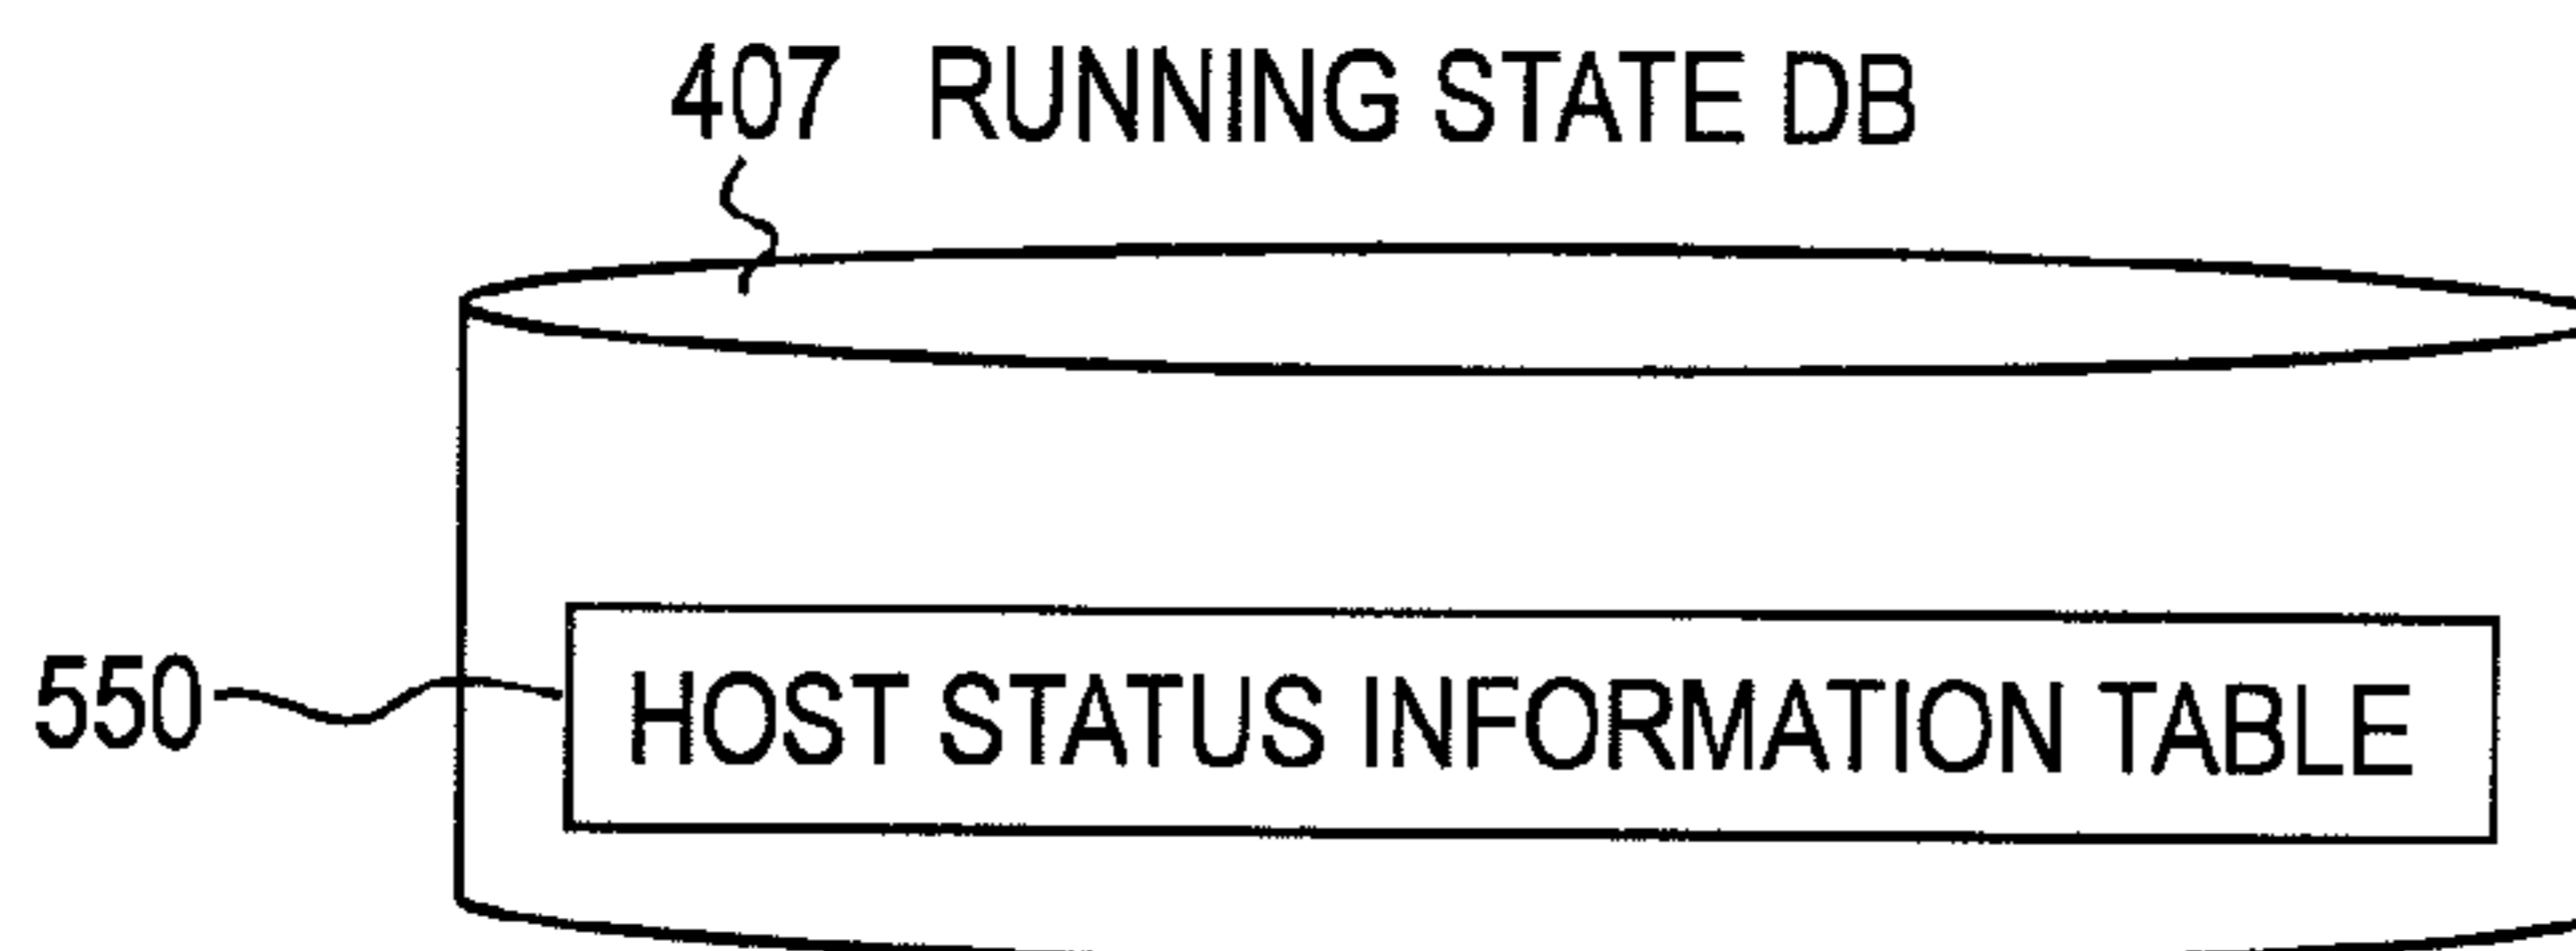 407 RUNNING STATE DB
550 HOST STATUS INFORMATION TABLE